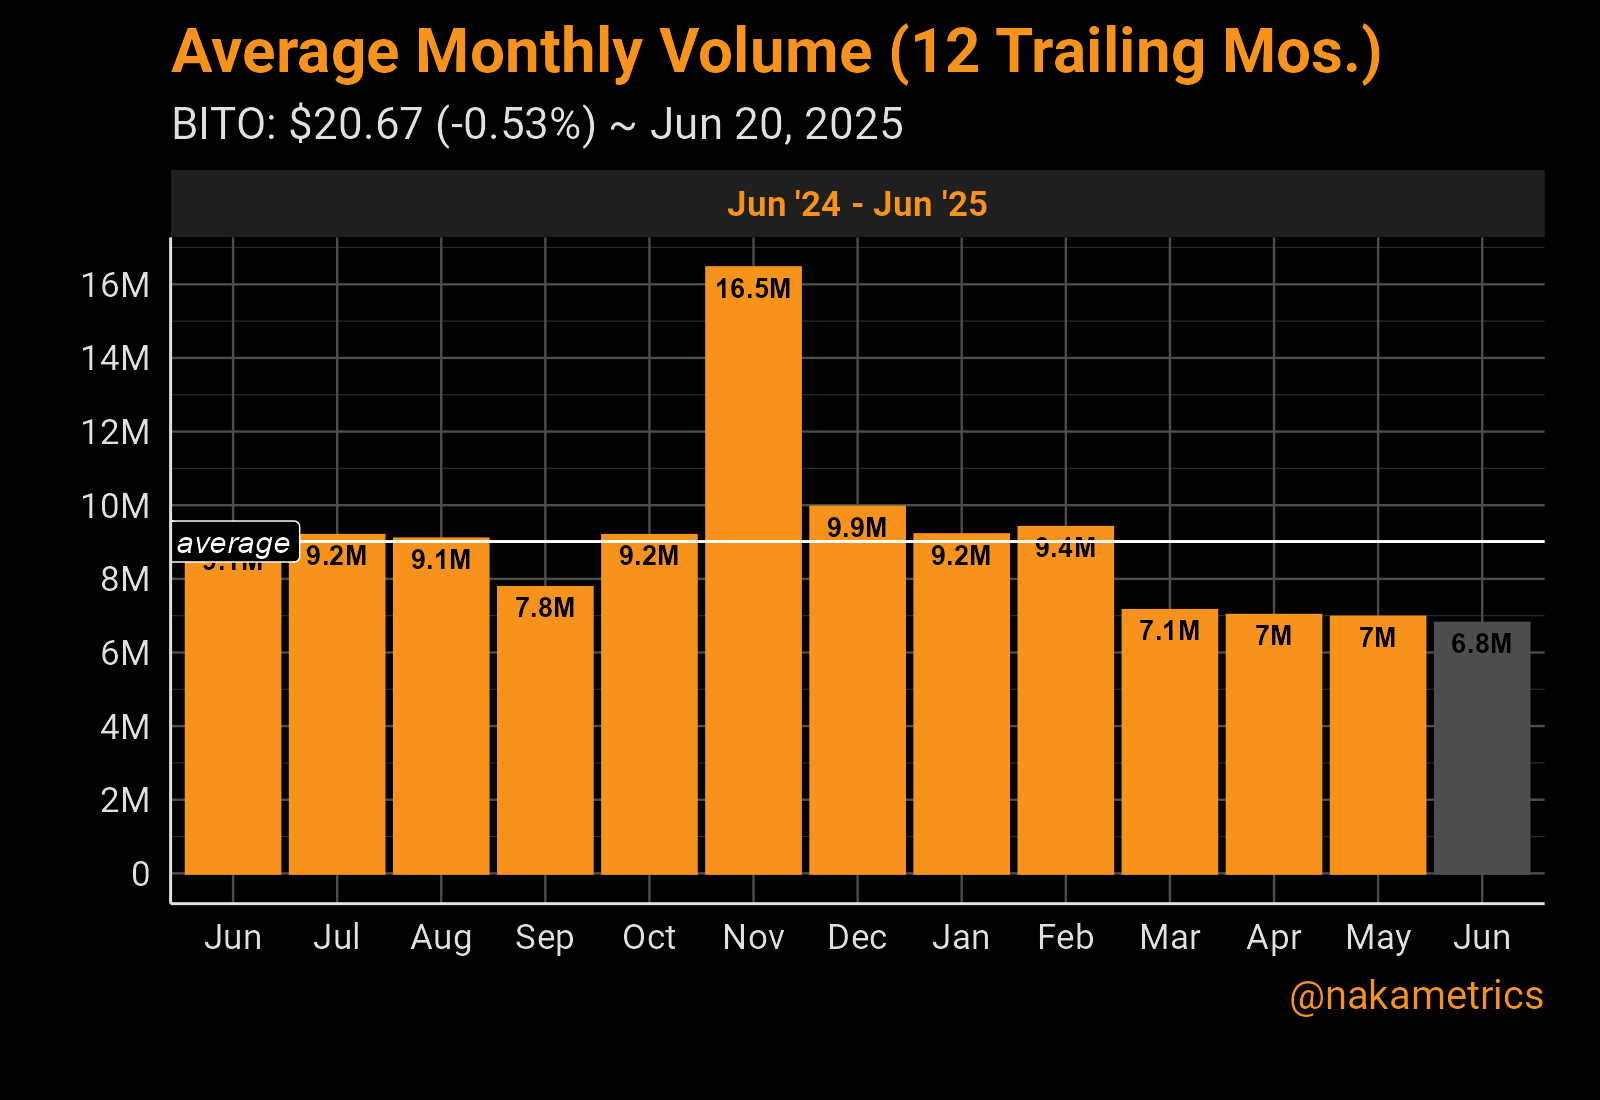 Average Monthly Volume (12 Trailing Mos.)
BITO: $20.67 (-0.53%) ~ Jun 20, 2025
Jun '24 - Jun '25
16M
14M
12M
10M
8M
6M
4M
2M
0
average
9.1M
9.2M
9.1M
7.8M
9.2M
16.5M
9.9M
9.2M
9.4M
7.1M
7M
7M
6.8M
Jun Jul Aug Sep Oct Nov Dec Jan Feb Mar Apr May Jun
@nakametrics